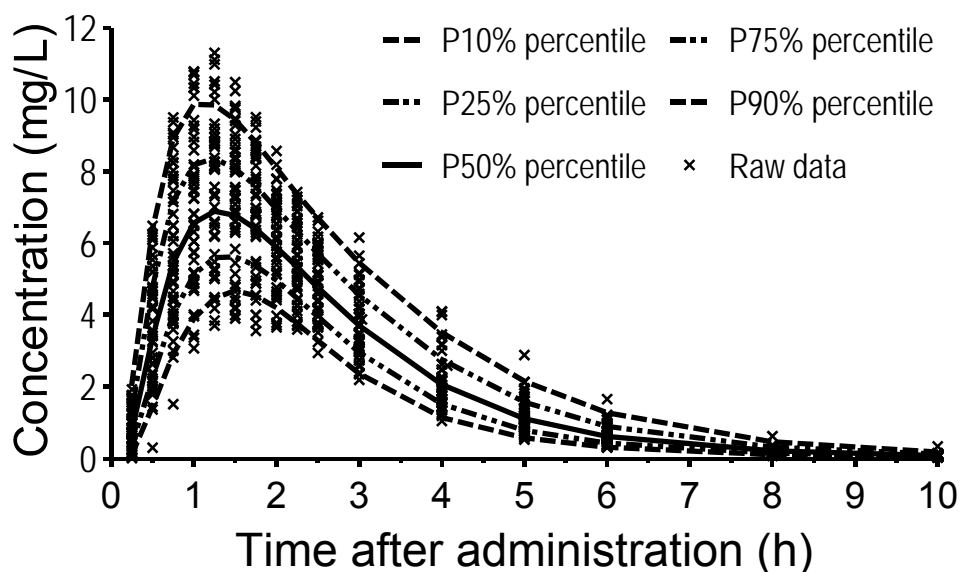 12
10
8
6
4
2
0
Concentration (mg/L)
P10% percentile
P75% percentile
P25% percentile
P90% percentile
P50% percentile
Raw data
0 1 2 3 4 5 6 7 8 9 10
Time after administration (h)